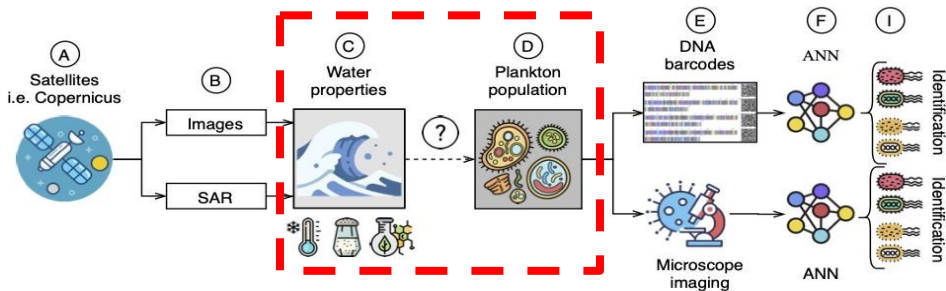 A
Satellites
i.e. Copernicus
B
Images
SAR
C
Water
properties
?
D
Plankton
population
E
DNA
barcodes
Microscope
imaging
F
ANN
ANN
I
Identification
Identification